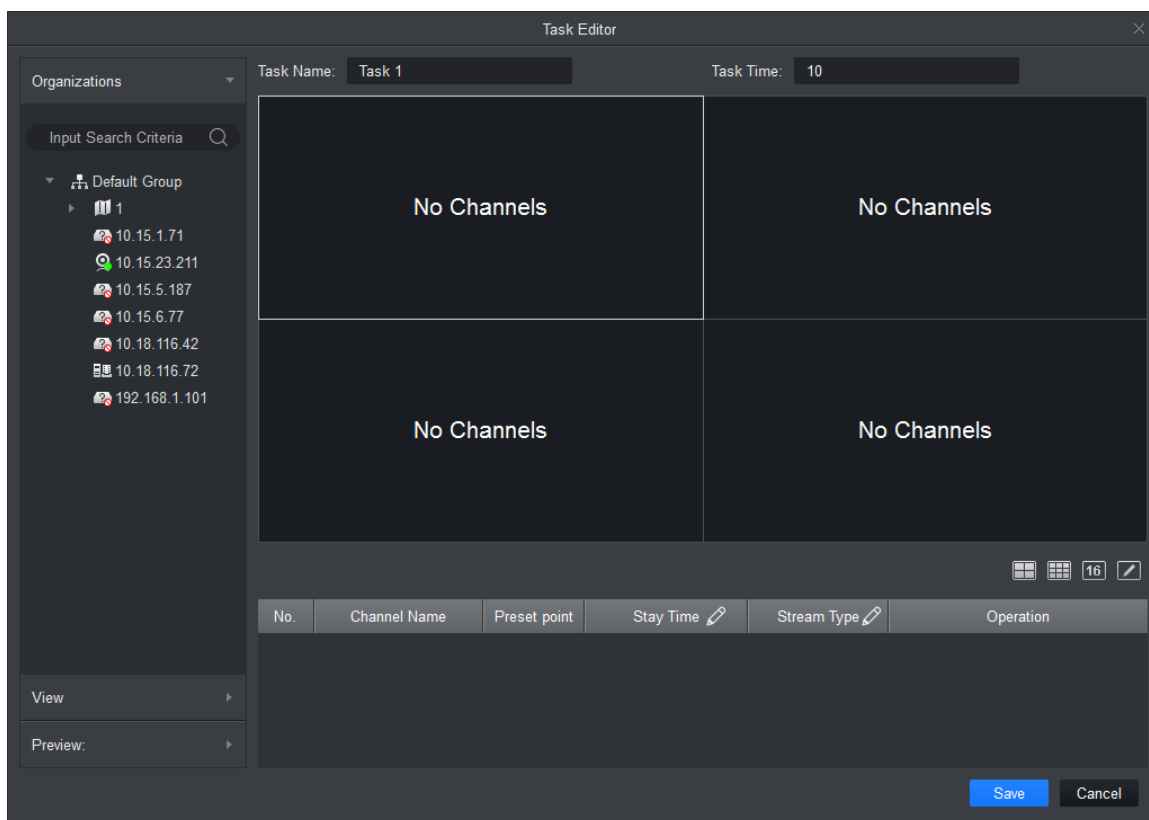 Task Editor
Organizations
Task Name: Task 1 Task Time: 10
Input Search Criteria
Default Group
1
10.15.1.71
10.15.23.211
10.15.5.187
10.15.6.77
10.18.116.42
10.18.116.72
192.168.1.101
No Channels No Channels
No Channels No Channels
16
No. Channel Name Preset point Stay Time Stream Type Operation
View
Preview:
Save Cancel